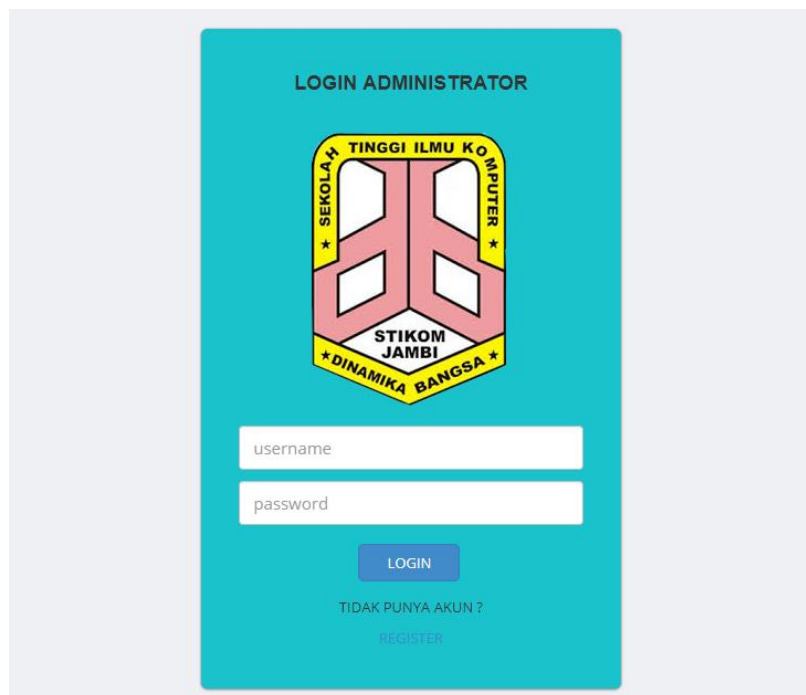 LOGIN ADMINISTRATOR
★ SEKOLAH TINGGI ILMU KOMPUTER ★
STIKOM
JAMBI
★ DINAMIKA BANGSA ★
username
password
LOGIN
TIDAK PUNYA AKUN ?
REGISTER